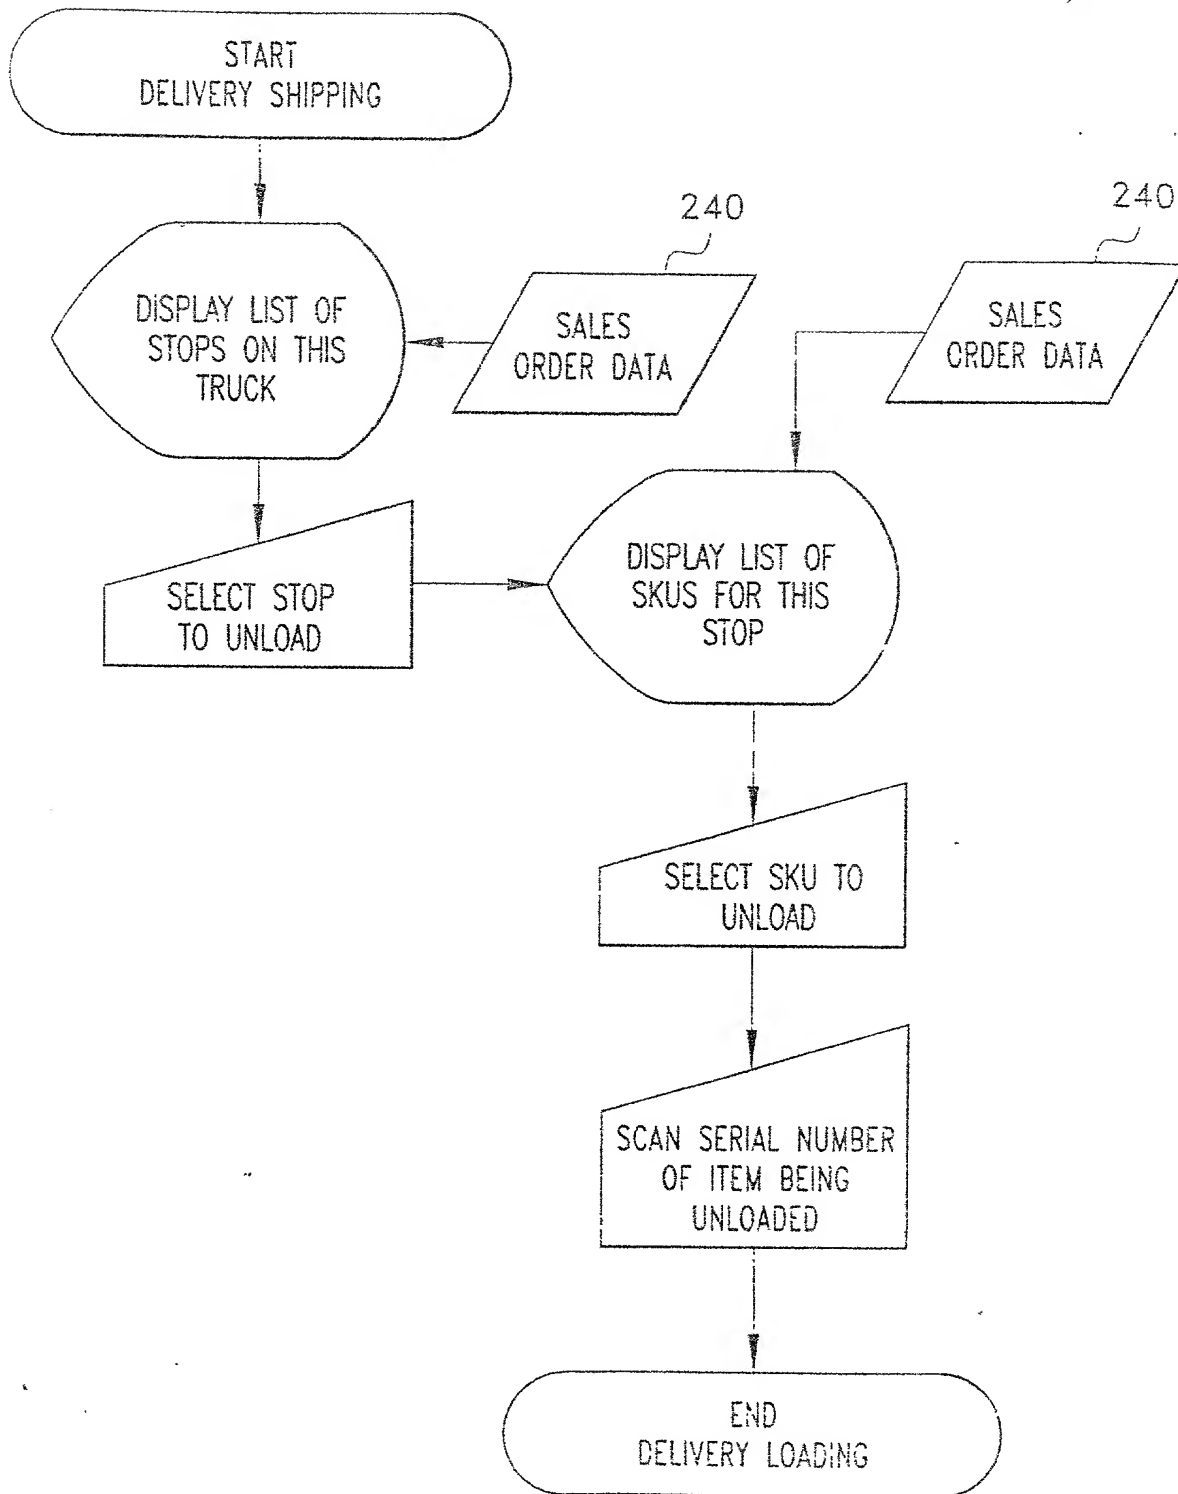 START
DELIVERY SHIPPING
240
240
DISPLAY LIST OF
STOPS ON THIS
TRUCK
SALES
ORDER DATA
SALES
ORDER DATA
SELECT STOP
TO UNLOAD
DISPLAY LIST OF
SKUS FOR THIS
STOP
SELECT SKU TO
UNLOAD
SCAN SERIAL NUMBER
OF ITEM BEING
UNLOADED
END
DELIVERY LOADING